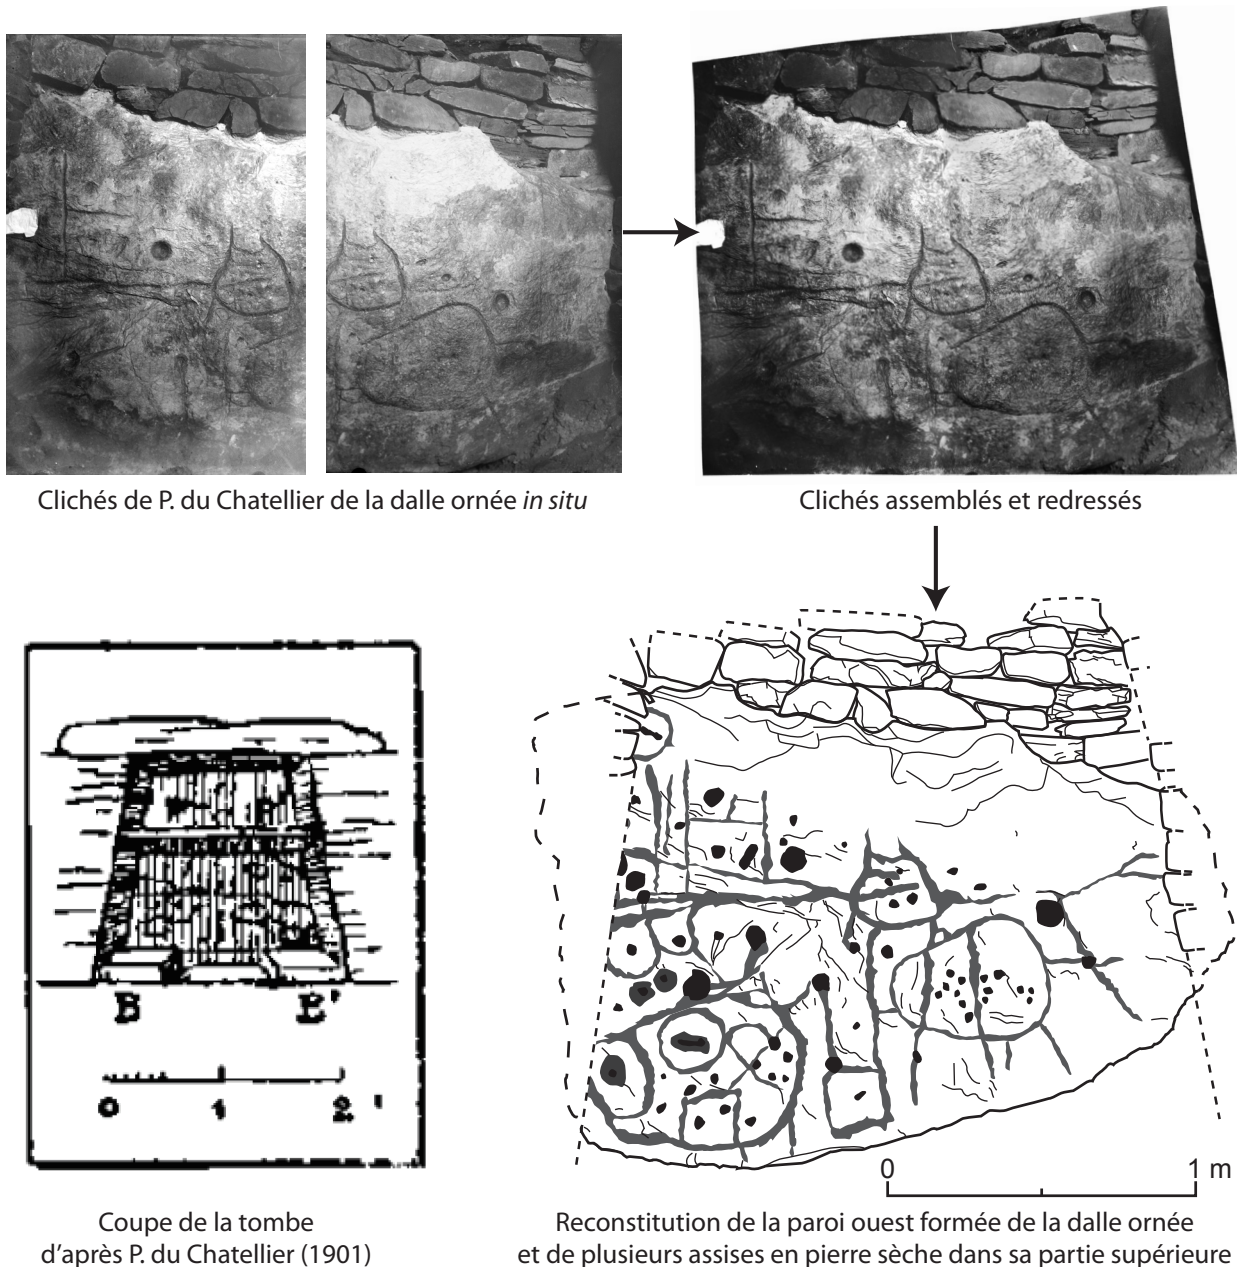 Clichés de P. du Chatellier de la dalle ornée in situ
Clichés assemblés et redressés
B E'
0 1 2
Coupe de la tombe
d'après P. du Chatellier (1901)
0 1 m
Reconstitution de la paroi ouest formée de la dalle ornée
et de plusieurs assises en pierre sèche dans sa partie supérieure